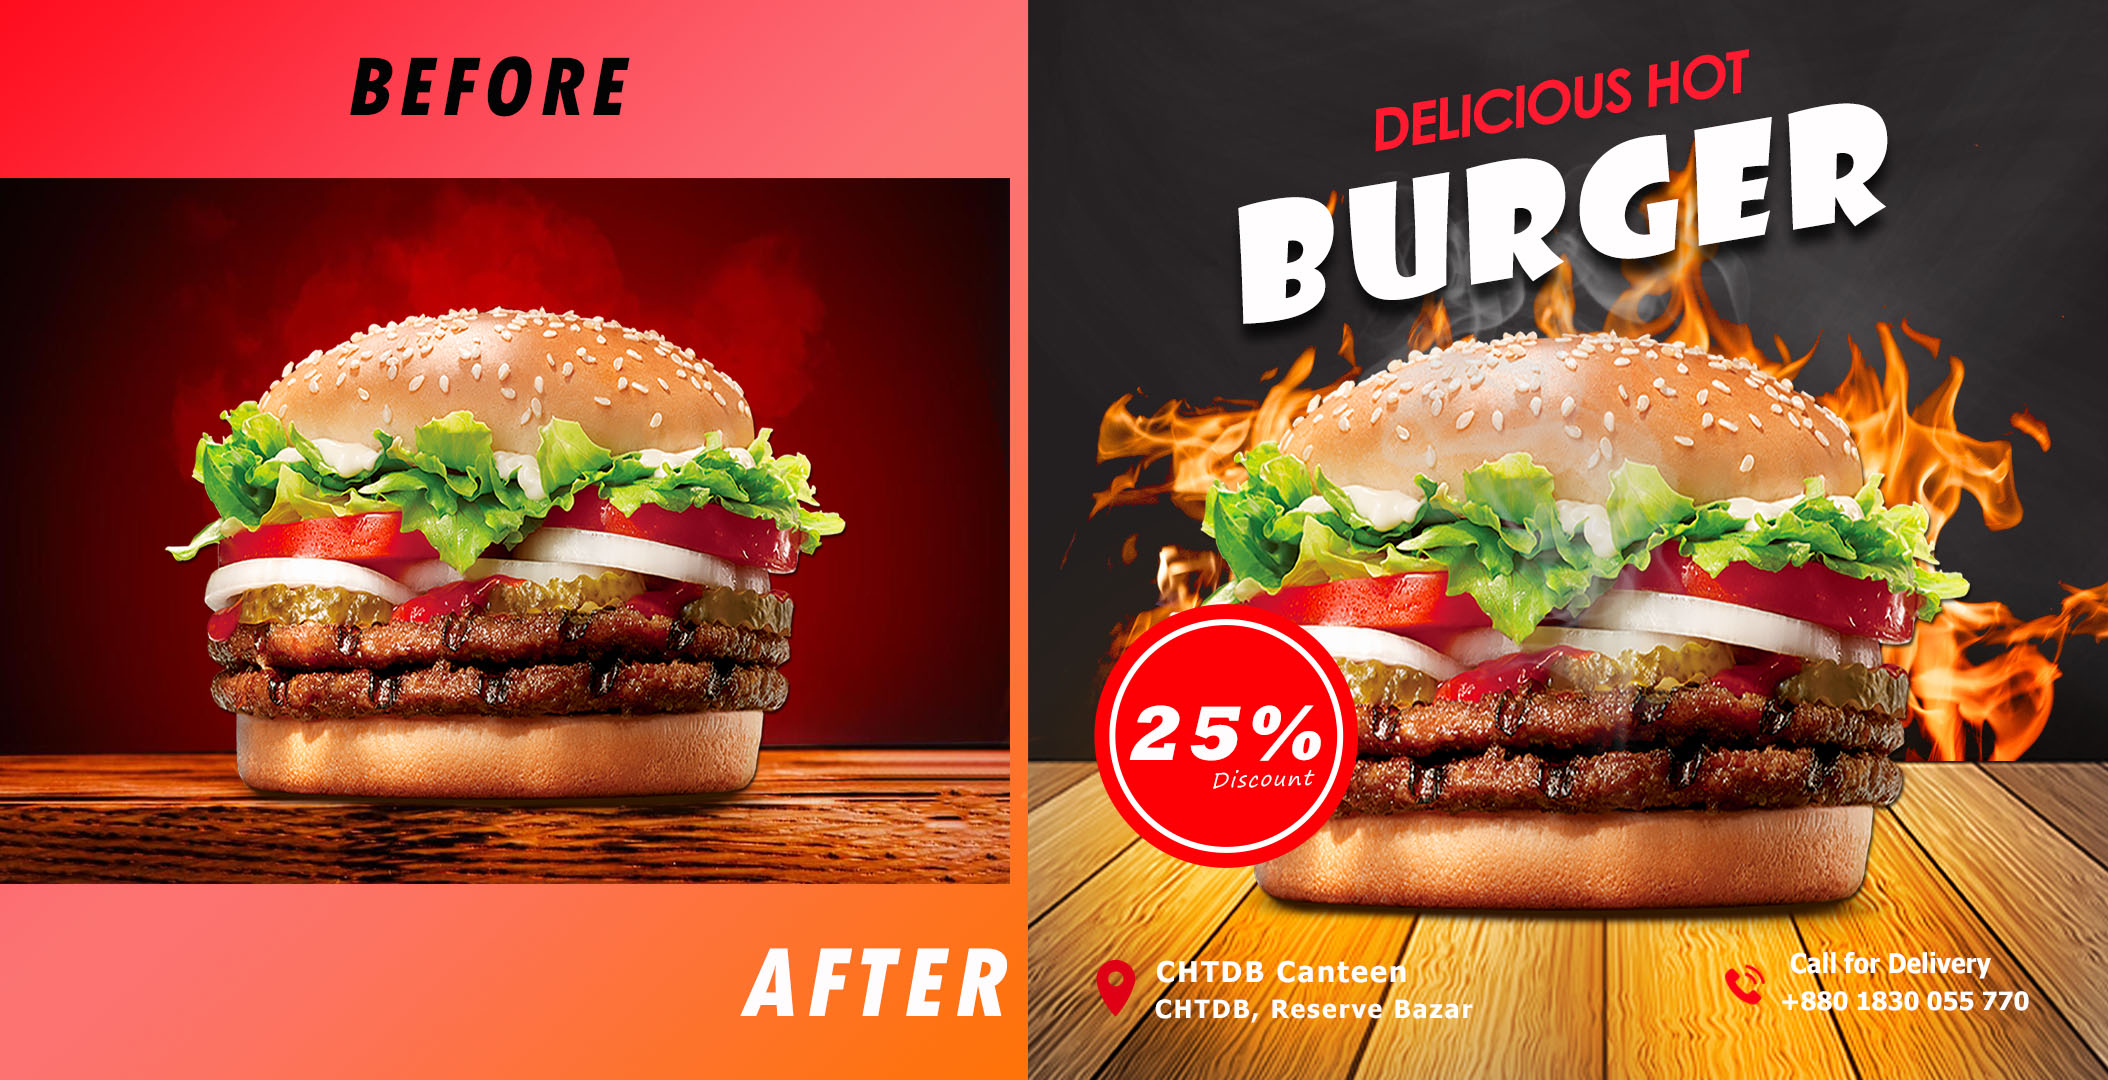 BEFORE
AFTER
DELICIOUS HOT
BURGER
25%
Discount
CHTDB Canteen
CHTDB, Reserve Bazar
Call for Delivery
+880 1830 055 770